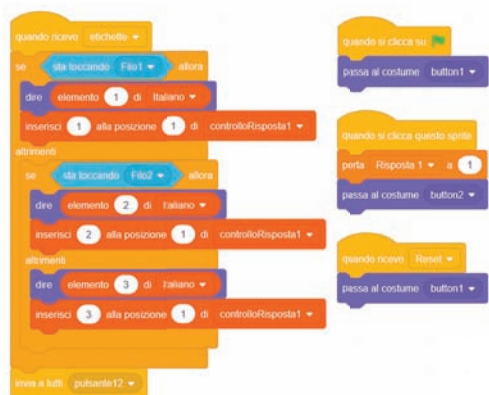 quando ricevo etichette
se sta toccando Filo1 allora
dire elemento 1 di Italiano
inserisci 1 alla posizione 1 di controlloRisposta1
altrimenti
se sta toccando Filo2 allora
dire elemento 2 di Italiano
inserisci 2 alla posizione 1 di controlloRisposta1
altrimenti
dire elemento 3 di Italiano
inserisci 3 alla posizione 1 di controlloRisposta1
invia a tutti pulsante12
quando si clicca su
passa al costume button1
quando si clicca questo sprite
porta Risposta 1 a 1
passa al costume button2
quando ricevo Reset
passa al costume button1